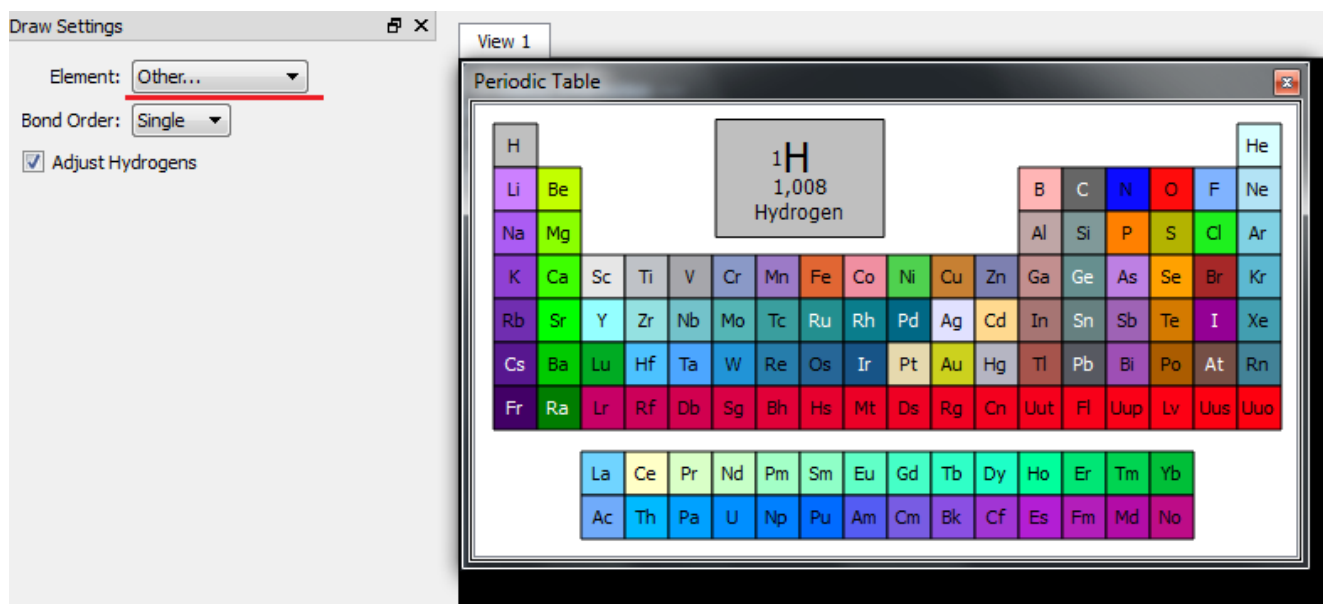 Draw Settings
View 1
Element: Other...
Periodic Table
Bond Order: Single
Adjust Hydrogens
1H
1,008
Hydrogen
H He
Li Be B C N O F Ne
Na Mg Al Si P S Cl Ar
K Ca Sc Ti V Cr Mn Fe Co Ni Cu Zn Ga Ge As Se Br Kr
Rb Sr Y Zr Nb Mo Tc Ru Rh Pd Ag Cd In Sn Sb Te I Xe
Cs Ba Lu Hf Ta W Re Os Ir Pt Au Hg Tl Pb Bi Po At Rn
Fr Ra Lr Rf Db Sg Bh Hs Mt Ds Rg Cn Uut Fl Uup Lv Uus Uuo
La Ce Pr Nd Pm Sm Eu Gd Tb Dy Ho Er Tm Yb
Ac Th Pa U Np Pu Am Cm Bk Cf Es Fm Md No